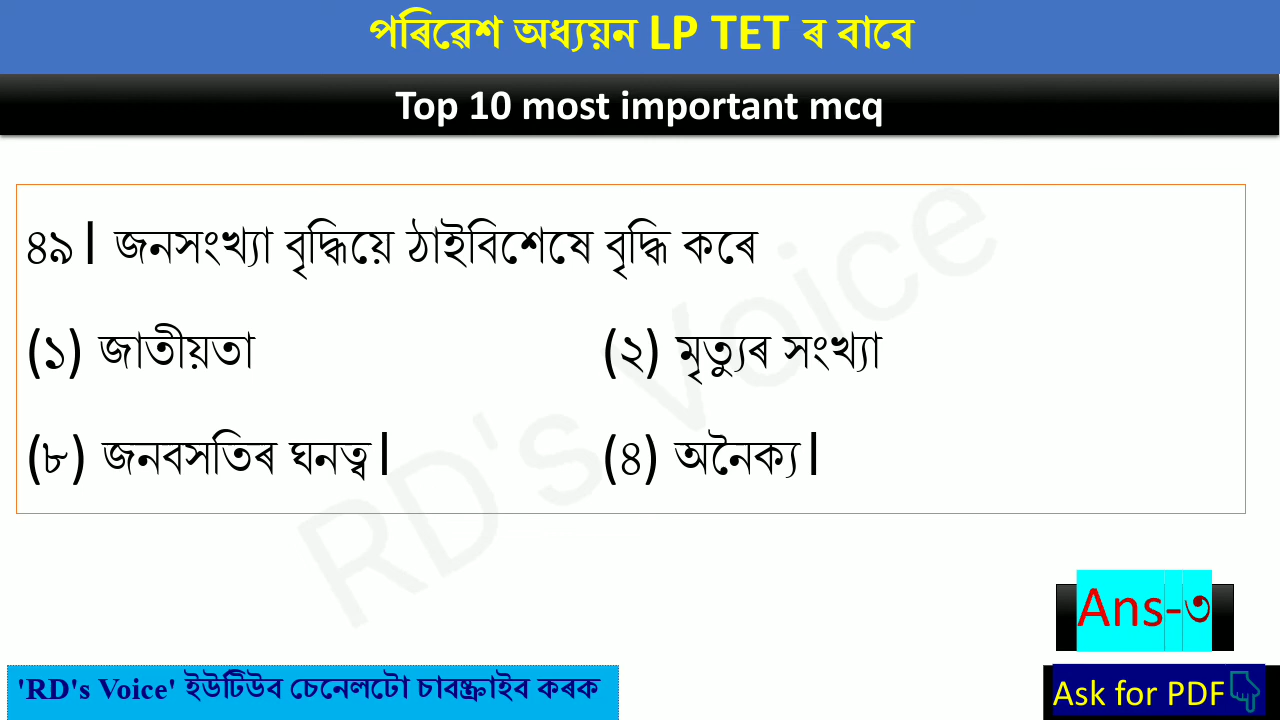 পৰিৱেশ অধ্যয়ন LP TET ৰ বাবে
Top 10 most important mcq
৪৯। জনসংখ্যা বৃদ্ধিয়ে ঠাইবিশেষে বৃদ্ধি কৰে
(১) জাতীয়তা (২) মৃত্যুৰ সংখ্যা
(৮) জনবসতিৰ ঘনত্ব। (৪) অনৈক্য।
RD's Voice
Ans-৩
'RD's Voice' ইউটিউব চেনেলটো চাবস্ক্ৰাইব কৰক
Ask for PDF